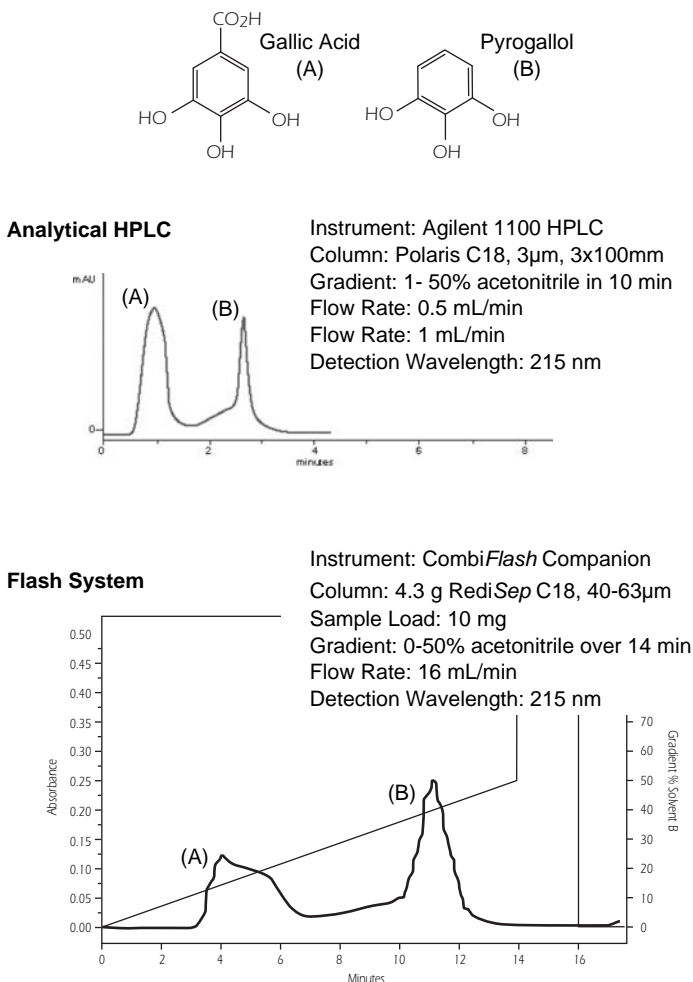 CO2H
Gallic Acid
(A)
Pyrogallol
(B)
HO
OH
OH
HO
OH
OH
Analytical HPLC
Instrument: Agilent 1100 HPLC
Column: Polaris C18, 3µm, 3x100mm
Gradient: 1- 50% acetonitrile in 10 min
Flow Rate: 0.5 mL/min
Flow Rate: 1 mL/min
Detection Wavelength: 215 nm
mAU
(A)
(B)
0
0 2 4 6 8
minutes
Flash System
Instrument: CombiFlash Companion
Column: 4.3 g RediSep C18, 40-63µm
Sample Load: 10 mg
Gradient: 0-50% acetonitrile over 14 min
Flow Rate: 16 mL/min
Detection Wavelength: 215 nm
Absorbance
0.50
0.45
0.40
0.35
0.30
0.25
0.20
0.15
0.10
0.05
0.00
(A)
(B)
70
60
50
40
30
20
10
0
Gradient % Solvent B
0 2 4 6 8 10 12 14 16
Minutes